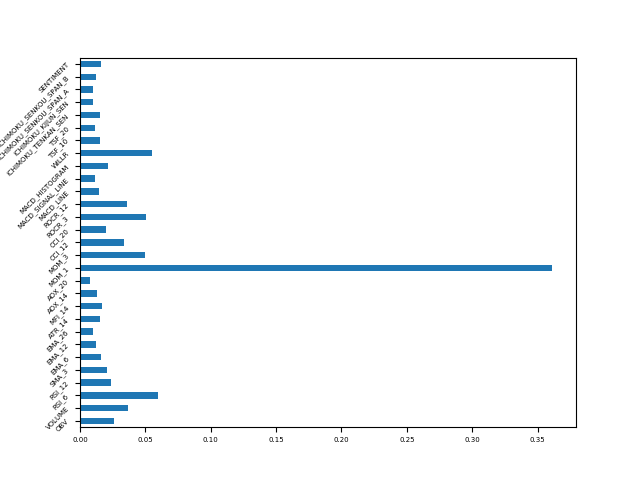 SENTIMENT
ICHIMOKU_SENKOU_SPAN_B
ICHIMOKU_SENKOU_SPAN_A
ICHIMOKU_KIJUN_SEN
ICHIMOKU_TENKAN_SEN
TSF_20
TSF_10
WILLR
MACD_HISTOGRAM
MACD_SIGNAL_LINE
MACD_LINE
ROCR_12
ROCR_3
CCI_20
CCI_12
MOM_3
MOM_1
ADX_20
ADX_14
MFI_14
ATR_14
EMA_26
EMA_12
EMA_6
SMA_3
RSI_12
RSI_6
VOLUME
OBV
0.00 0.05 0.10 0.15 0.20 0.25 0.30 0.35